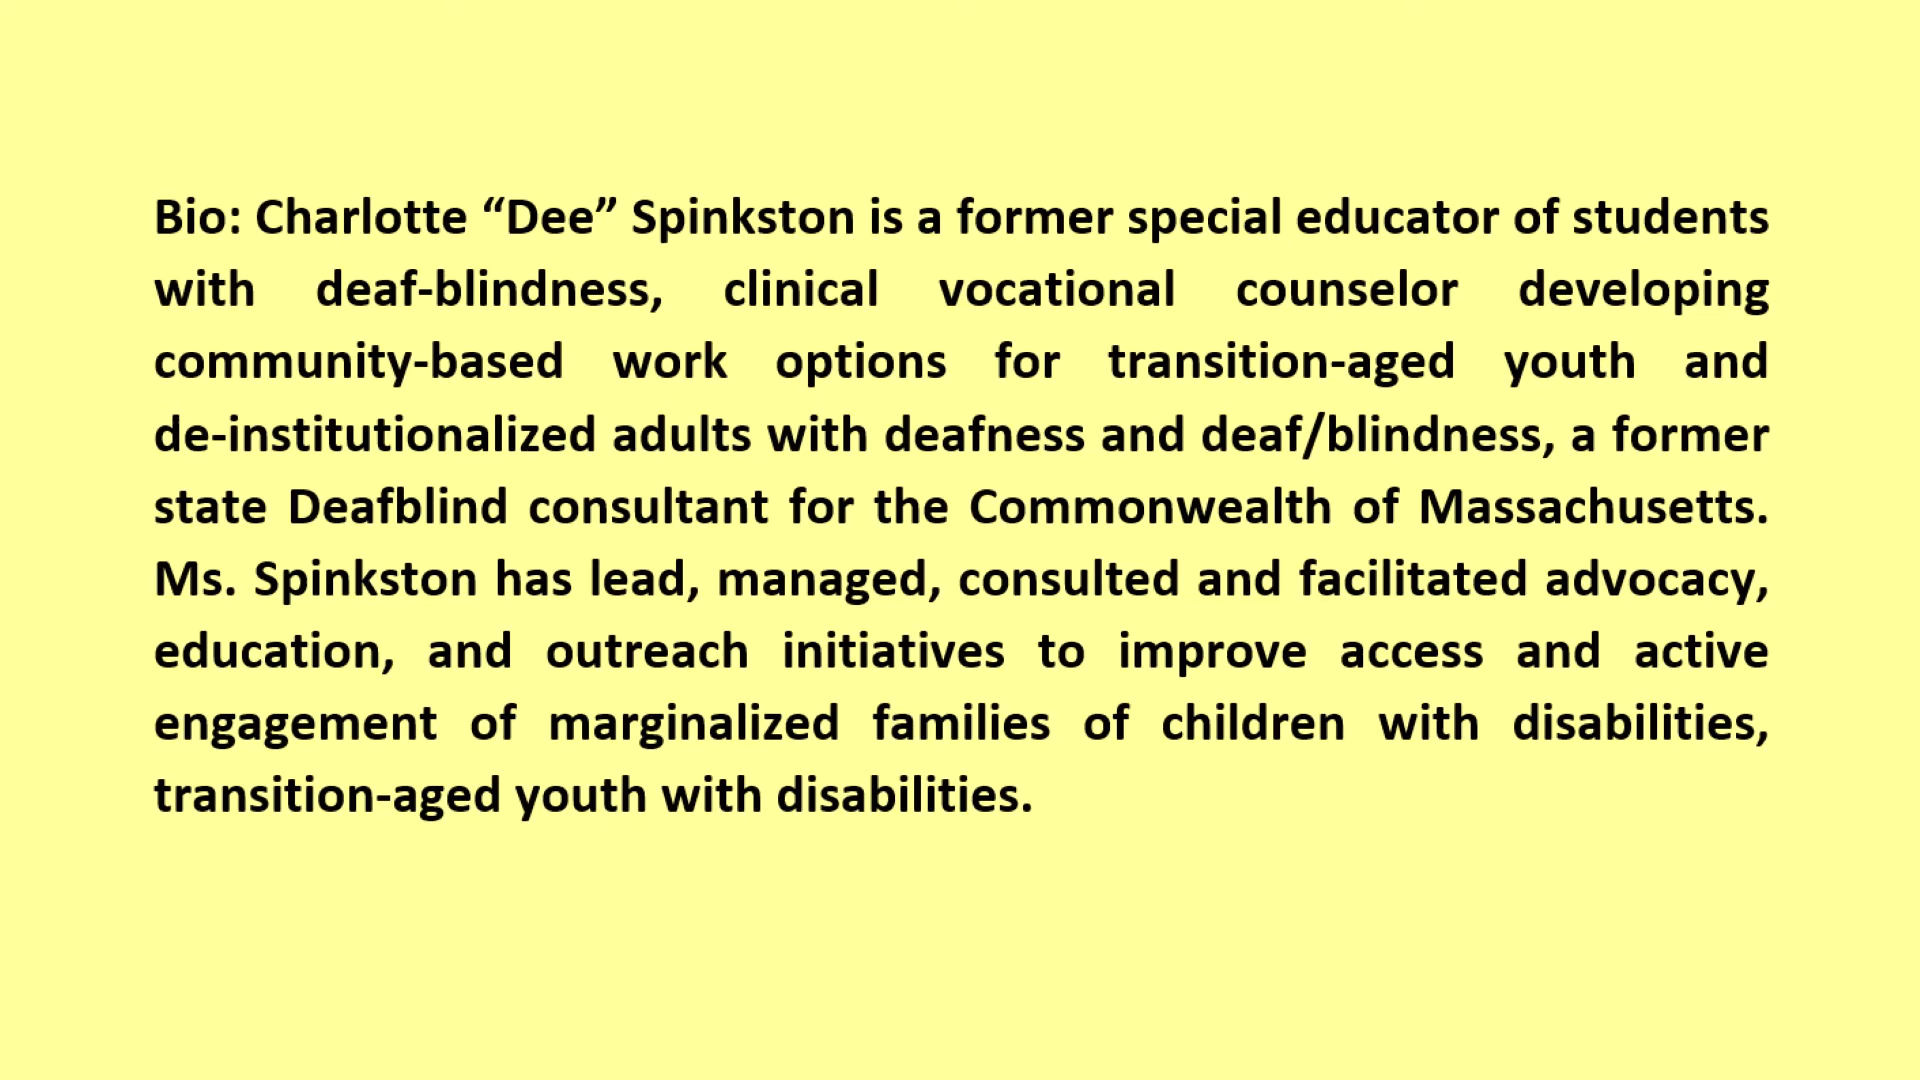 Bio: Charlotte “Dee” Spinkston is a former special educator of students
with deaf-blindness, clinical vocational counselor developing
community-based work options for transition-aged youth and
de-institutionalized adults with deafness and deaf/blindness, a former
state Deafblind consultant for the Commonwealth of Massachusetts.
Ms. Spinkston has lead, managed, consulted and facilitated advocacy,
education, and outreach initiatives to improve access and active
engagement of marginalized families of children with disabilities,
transition-aged youth with disabilities.